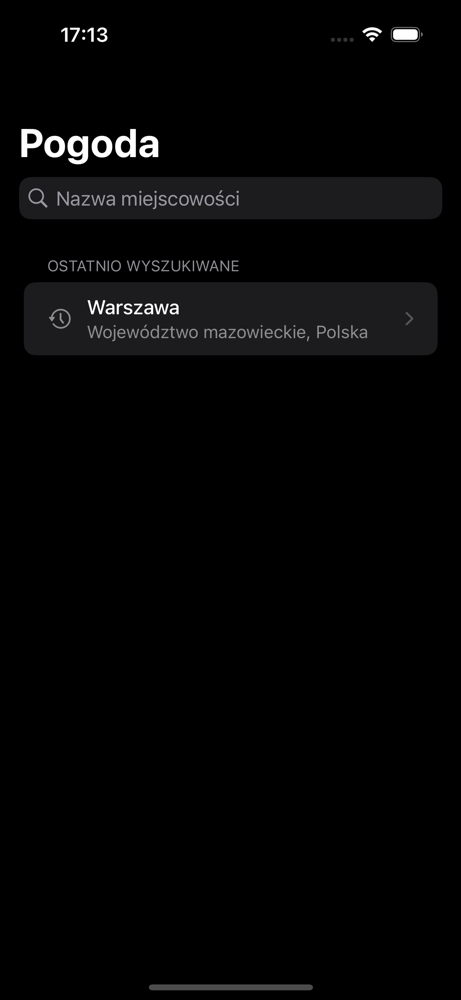 17:13
Pogoda
Nazwa miejscowości
OSTATNIO WYSZUKIWANE
Warszawa
Województwo mazowieckie, Polska